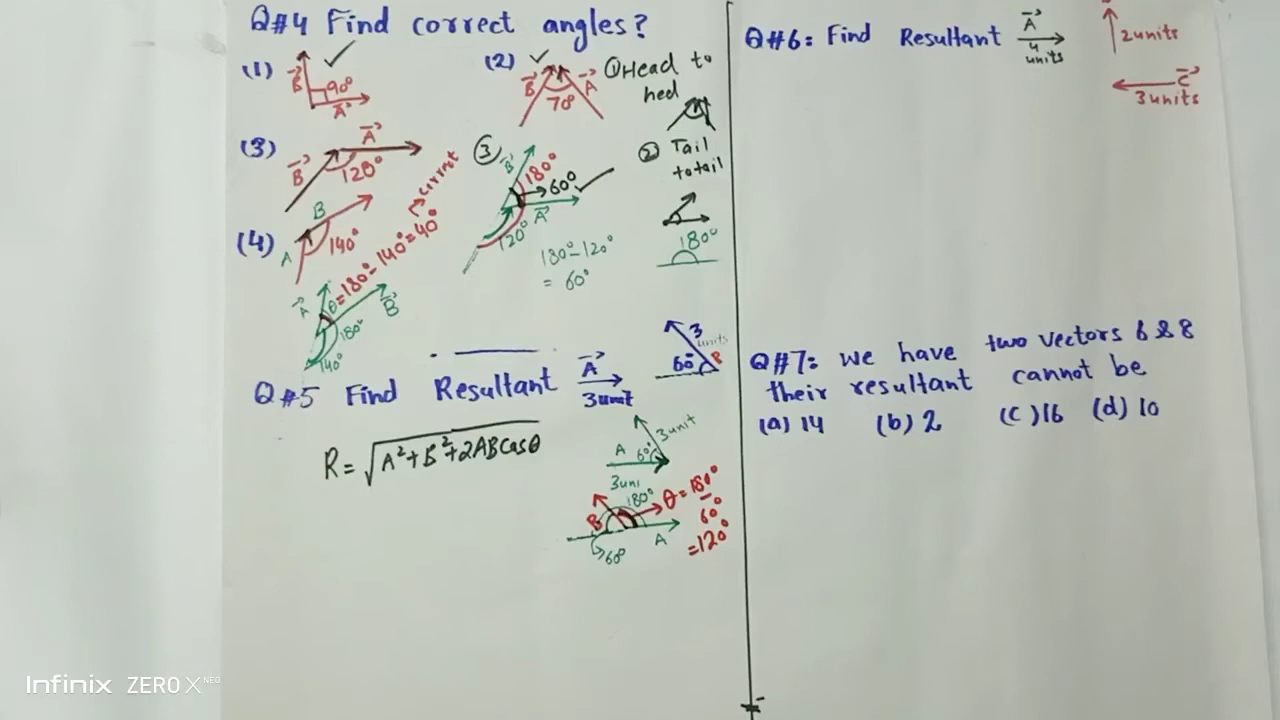 Q#4 Find correct angles?
(1) B 90° A
(2) B A 70°
① Head to
hed
② Tail
to tail
(3) A B 120°
③ B 180° 60° A 120°
180°-120°
= 60°
180°
(4) B A 140°
θ=180°-140°=40° → correct
A B 180° 140°
Q#5 Find Resultant A 3unit
3 units 60° B
R=√A²+B²+2ABCosθ
A 60° 3unit
3uni
B 180° θ=180°
- 60°
=120°
A 60°
Q#6: Find Resultant A 4 units
2units
C 3units
Q#7: we have two vectors 6 & 8
their resultant cannot be
(a) 14 (b) 2 (c) 16 (d) 10
Infinix ZERO X NEO